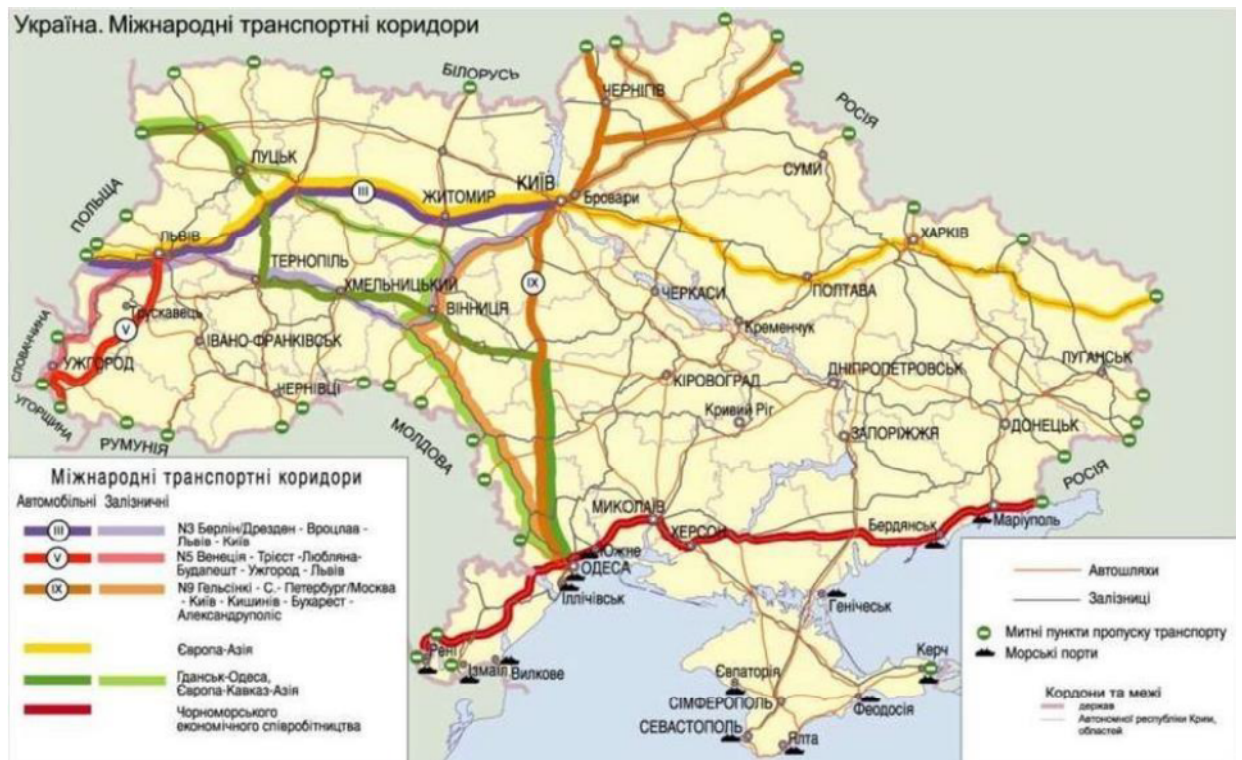 Україна. Міжнародні транспортні коридори
БІЛОРУСЬ
ЧЕРНІГІВ
РОСІЯ
ЛУЦЬК
СУМИ
КИЇВ
ПОЛЬЩА
III
ЖИТОМИР
Бровари
ЛЬВІВ
ХАРКІВ
ТЕРНОПІЛЬ
ХМЕЛЬНИЦЬКИЙ
IX
ЧЕРКАСИ
ПОЛТАВА
Трускавець
ВІННИЦЯ
V
Кременчук
СЛОВАЧЧИНА
ІВАНО-ФРАНКІВСЬК
ЛУГАНСЬК
УЖГОРОД
КІРОВОГРАД
ДНІПРОПЕТРОВСЬК
ЧЕРНІВЦІ
УГОРЩИНА
Кривий Ріг
РУМУНІЯ
МОЛДОВА
ЗАПОРІЖЖЯ
ДОНЕЦЬК
РОСІЯ
МИКОЛАЇВ
Маріуполь
ХЕРСОН
Бердянськ
Южне
ОДЕСА
Іллічівськ
Генічеськ
Рені
Ізмаїл
Вилкове
Керч
Євпаторія
СІМФЕРОПОЛЬ
Феодосія
СЕВАСТОПОЛЬ
Ялта
Міжнародні транспортні коридори
Автомобільні Залізничні
III N3 Берлін/Дрезден - Вроцлав -
Львів - Київ
V N5 Венеція - Трієст -Любляна-
Будапешт - Ужгород - Львів
IX N9 Гельсінкі - С.- Петербург/Москва
- Київ - Кишинів - Бухарест -
Александруполіс
Європа-Азія
Гданськ-Одеса,
Європа-Кавказ-Азія
Чорноморського
економічного співробітництва
Автошляхи
Залізниці
Митні пункти пропуску транспорту
Морські порти
Кордони та межі
держав
Автономної республіки Крим,
областей